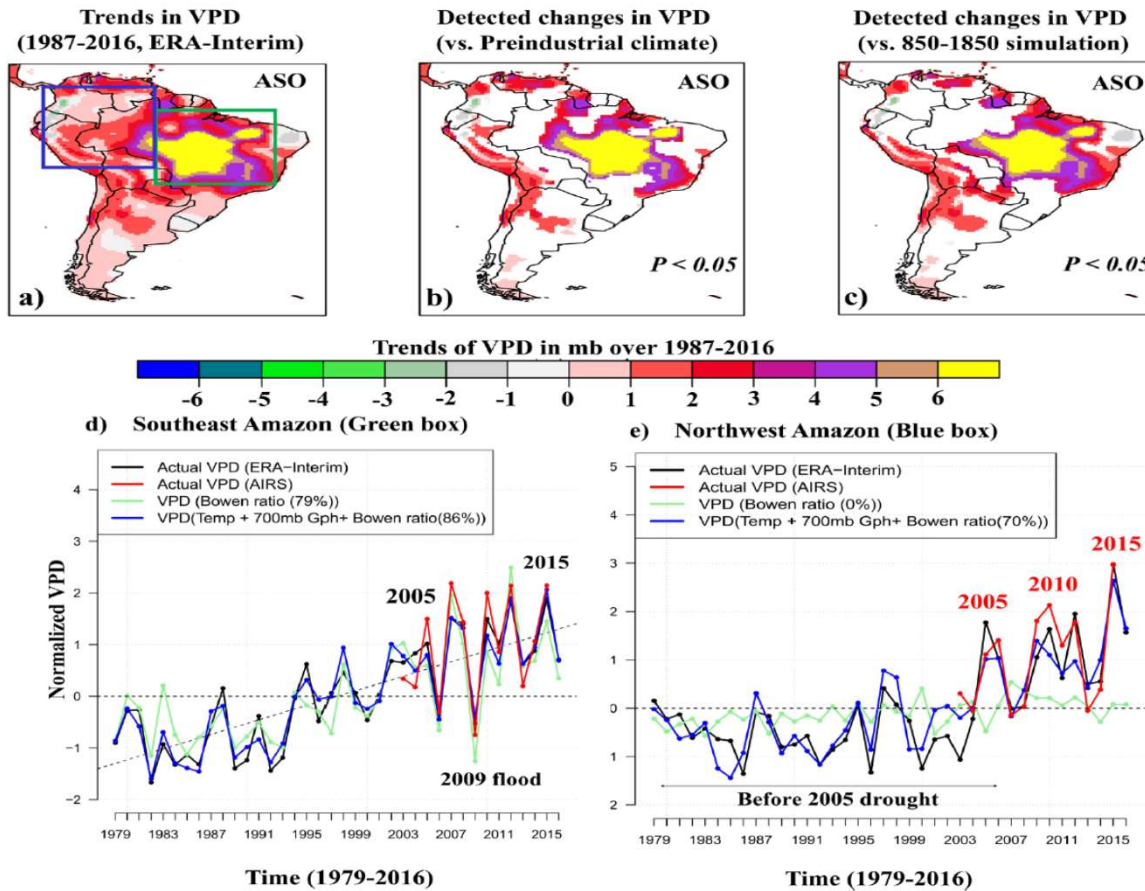 Trends in VPD
(1987-2016, ERA-Interim)
Detected changes in VPD
(vs. Preindustrial climate)
Detected changes in VPD
(vs. 850-1850 simulation)
ASO
ASO
ASO
P < 0.05
P < 0.05
a)
b)
c)
Trends of VPD in mb over 1987-2016
-6 -5 -4 -3 -2 -1 0 1 2 3 4 5 6
d) Southeast Amazon (Green box)
Actual VPD (ERA-Interim)
Actual VPD (AIRS)
VPD (Bowen ratio (79%))
VPD(Temp + 700mb Gph+ Bowen ratio(86%))
2005
2015
2009 flood
Normalized VPD
4
3
2
1
0
−1
−2
1979 1983 1987 1991 1995 1999 2003 2007 2011 2015
Time (1979-2016)
e) Northwest Amazon (Blue box)
Actual VPD (ERA-Interim)
Actual VPD (AIRS)
VPD (Bowen ratio (0%))
VPD(Temp + 700mb Gph+ Bowen ratio(70%))
2005
2010
2015
Before 2005 drought
5
4
3
2
1
0
1
2
1979 1983 1987 1991 1995 1999 2003 2007 2011 2015
Time (1979-2016)